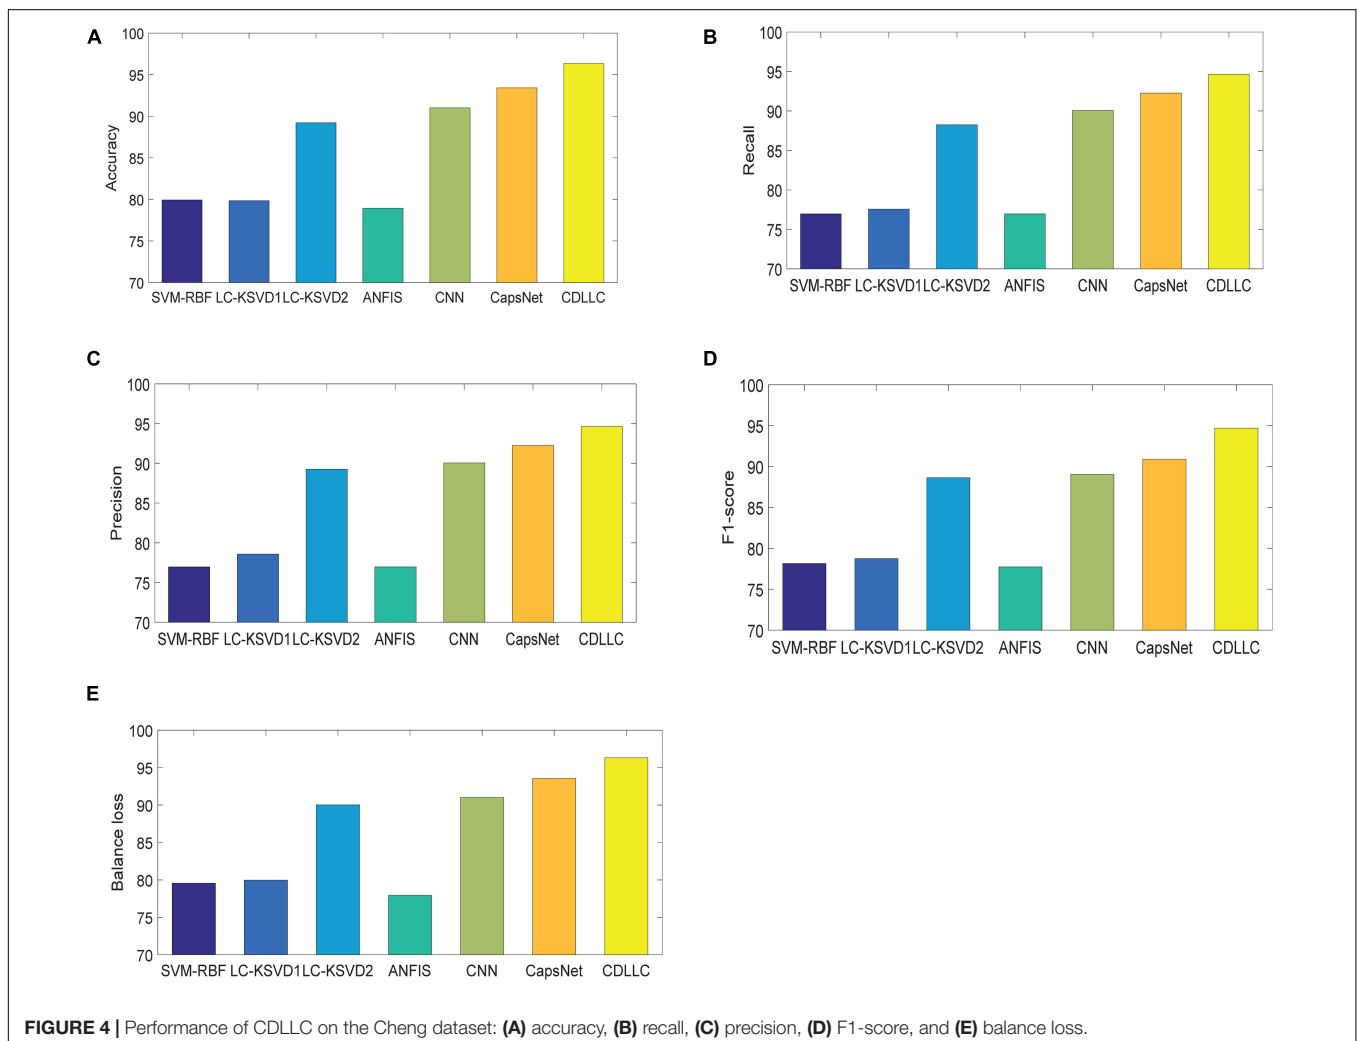 A
100
95
90
85
80
75
70
Accuracy
SVM-RBF LC-KSVD1 LC-KSVD2 ANFIS CNN CapsNet CDLLC
B
100
95
90
85
80
75
70
Recall
SVM-RBF LC-KSVD1 LC-KSVD2 ANFIS CNN CapsNet CDLLC
C
100
95
90
85
80
75
70
Precision
SVM-RBF LC-KSVD1 LC-KSVD2 ANFIS CNN CapsNet CDLLC
D
100
95
90
85
80
75
70
F1-score
SVM-RBF LC-KSVD1 LC-KSVD2 ANFIS CNN CapsNet CDLLC
E
100
95
90
85
80
75
70
Balance loss
SVM-RBF LC-KSVD1 LC-KSVD2 ANFIS CNN CapsNet CDLLC
FIGURE 4 | Performance of CDLLC on the Cheng dataset: (A) accuracy, (B) recall, (C) precision, (D) F1-score, and (E) balance loss.